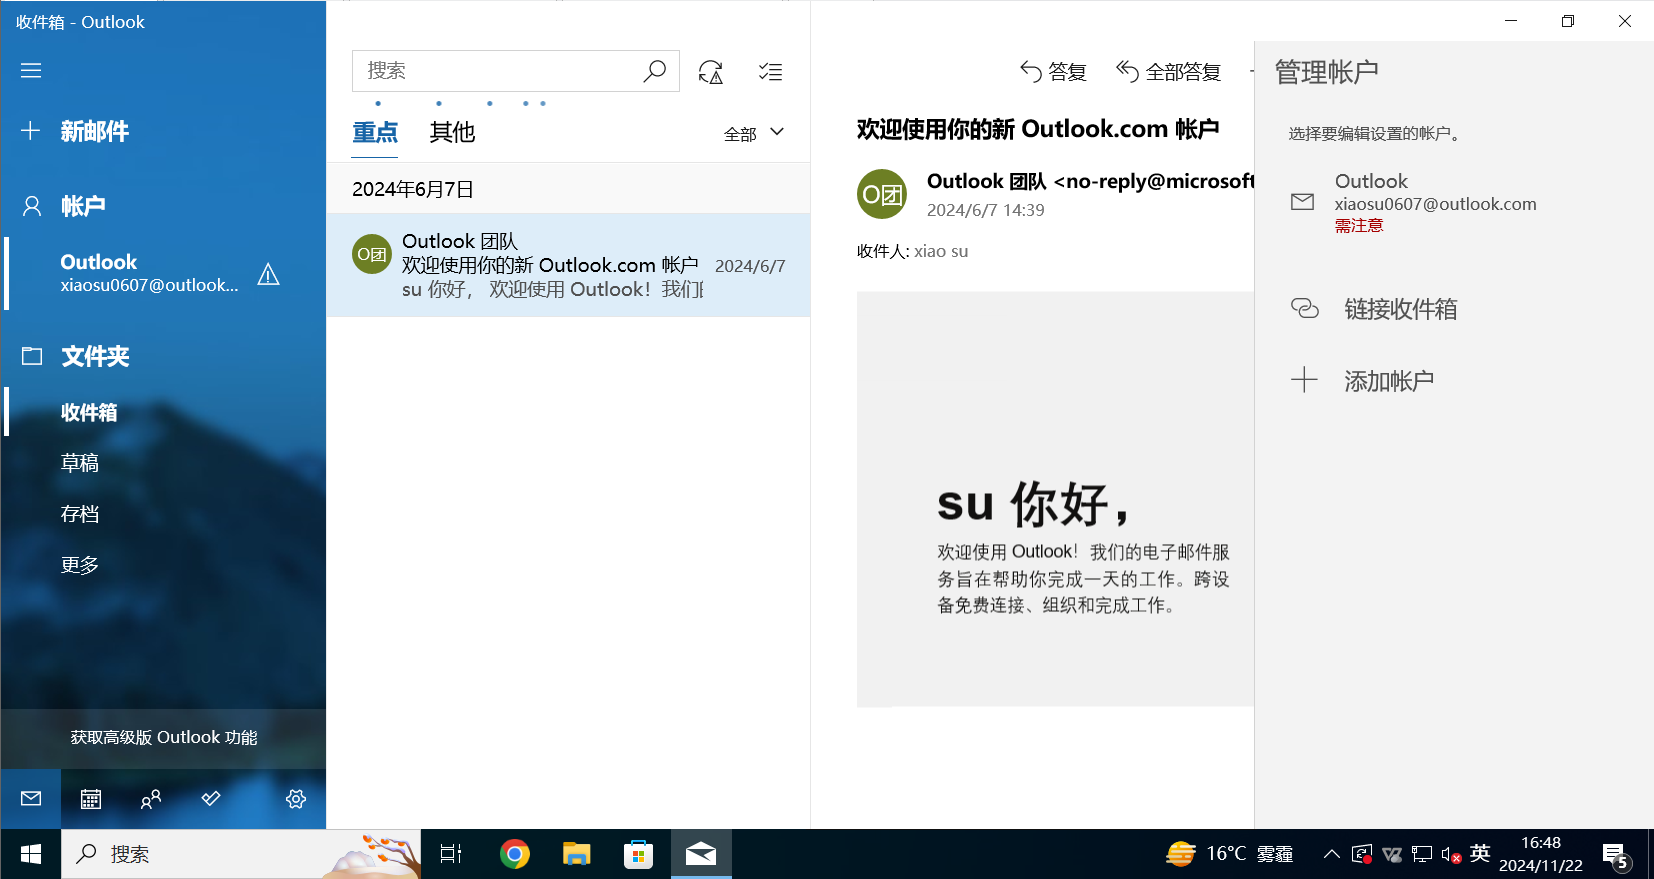 收件箱 - Outlook
新邮件
帐户
Outlook
xiaosu0607@outlook...
文件夹
收件箱
草稿
存档
更多
获取高级版 Outlook 功能
搜索
重点
其他
全部
2024年6月7日
O团
Outlook 团队
欢迎使用你的新 Outlook.com 帐户
2024/6/7
su 你好， 欢迎使用 Outlook！我们
答复
全部答复
欢迎使用你的新 Outlook.com 帐户
O团
Outlook 团队 <no-reply@microsoft
2024/6/7 14:39
收件人: xiao su
su 你好，
欢迎使用 Outlook！我们的电子邮件服
务旨在帮助你完成一天的工作。跨设
备免费连接、组织和完成工作。
管理帐户
选择要编辑设置的帐户。
Outlook
xiaosu0607@outlook.com
需注意
链接收件箱
添加帐户
搜索
16°C 雾霾
英
16:48
2024/11/22
5